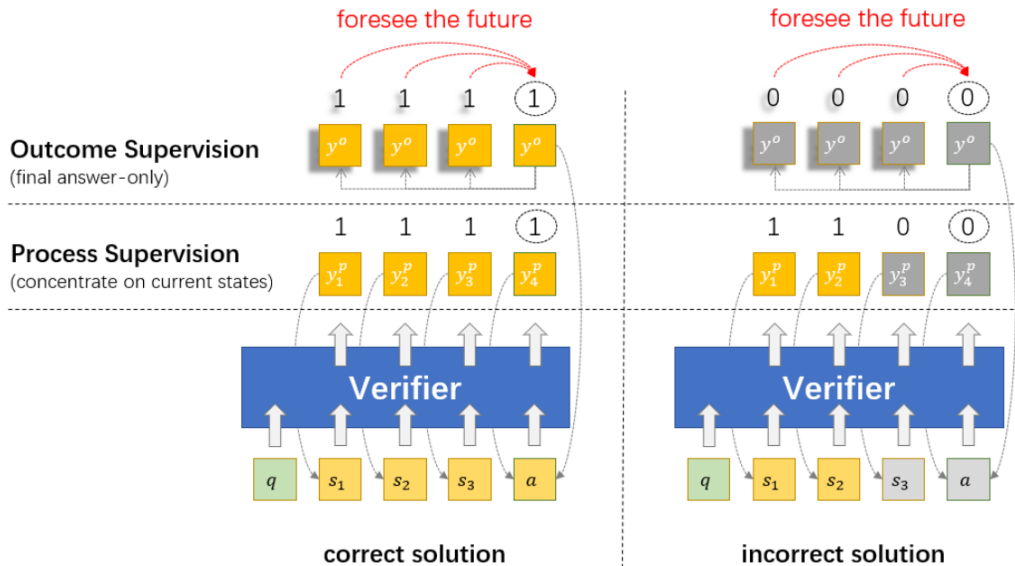 foresee the future foresee the future
1 1 1 1 0 0 0 0
Outcome Supervision yᵒ yᵒ yᵒ yᵒ yᵒ yᵒ yᵒ yᵒ
(final answer-only)
1 1 1 1 1 1 0 0
Process Supervision
(concentrate on current states) y₁ᵖ y₂ᵖ y₃ᵖ y₄ᵖ y₁ᵖ y₂ᵖ y₃ᵖ y₄ᵖ
Verifier Verifier
q s₁ s₂ s₃ a q s₁ s₂ s₃ a
correct solution incorrect solution